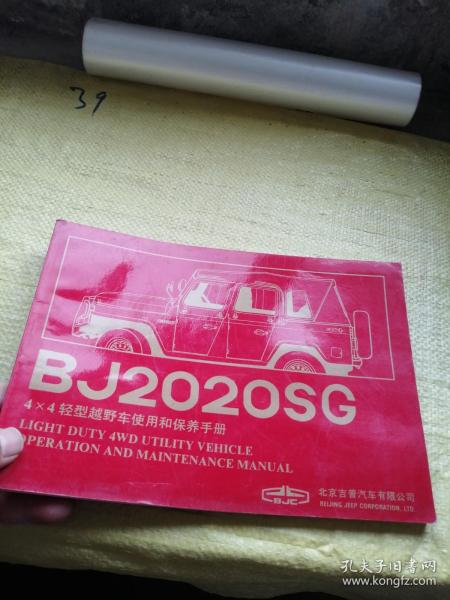 39
BJ2020SG
4×4轻型越野车使用和保养手册
LIGHT DUTY 4WD UTILITY VEHICLE
OPERATION AND MAINTENANCE MANUAL
BJC
北京吉普汽车有限公司
BEIJING JEEP CORPORATION, LTD.
孔夫子旧书网
www.kongfz.com